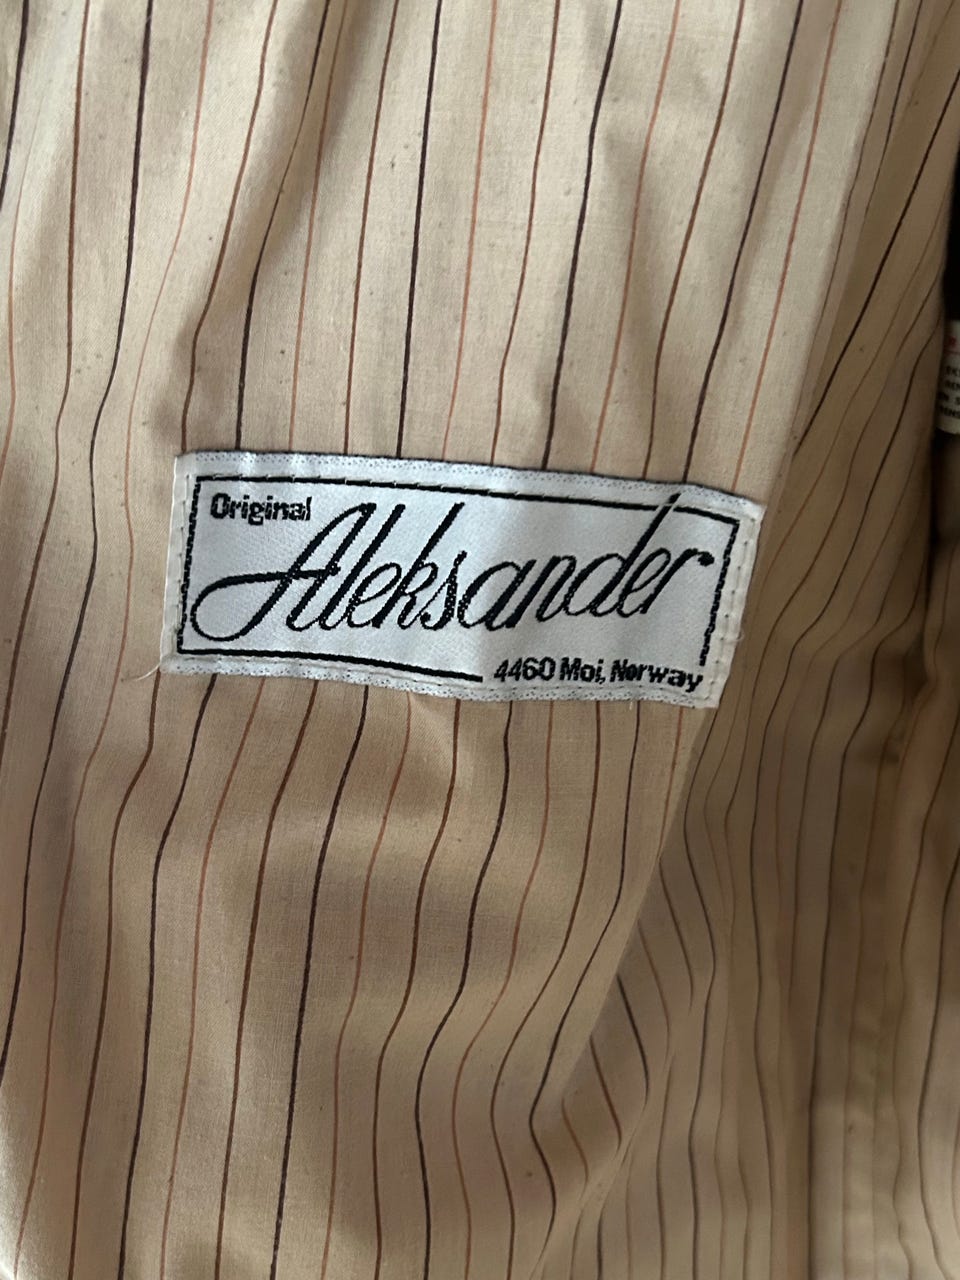 Original
Aleksander
4460 Moi, Norway